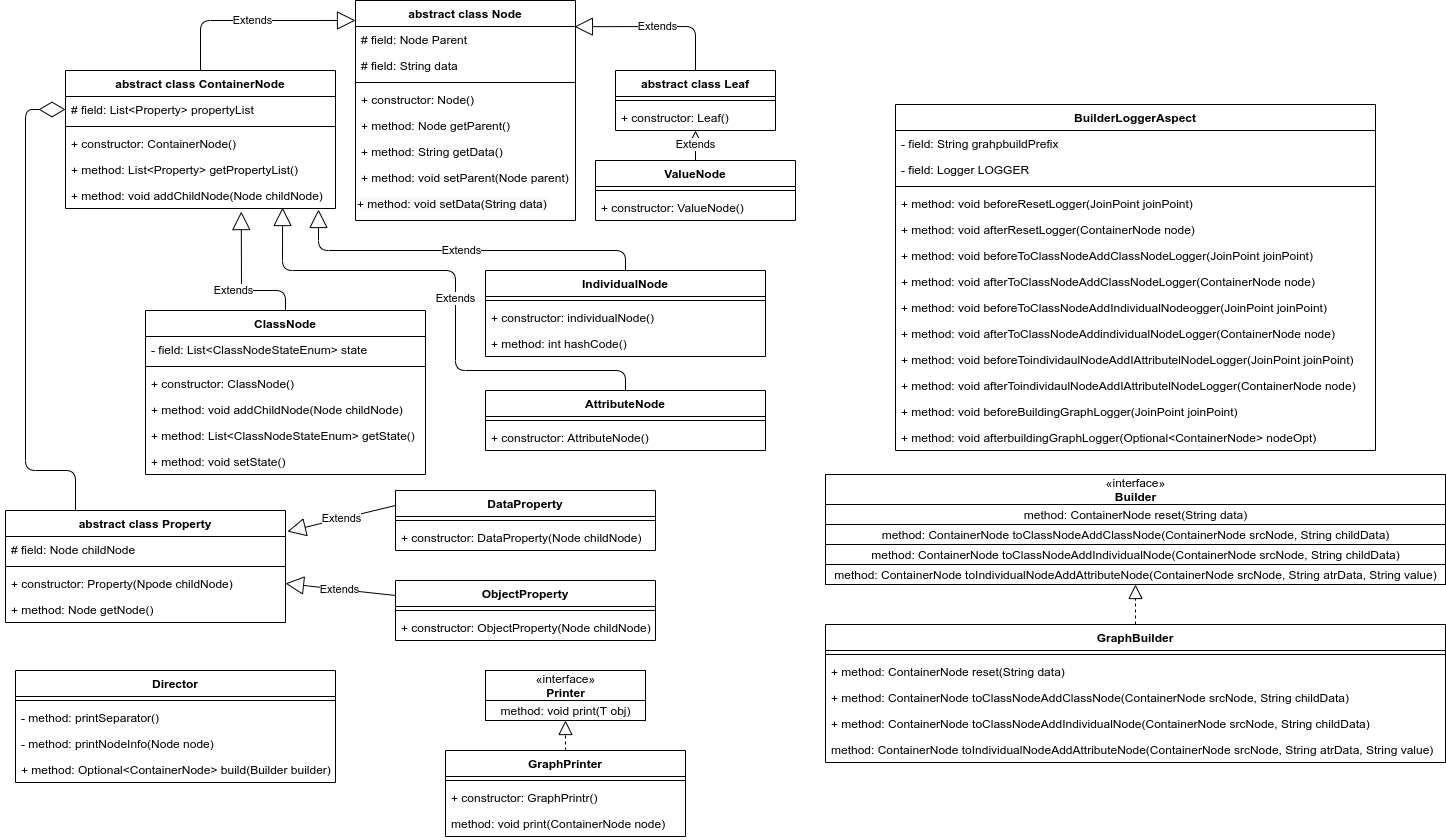 abstract class Node
# field: Node Parent
# field: String data
+ constructor: Node()
+ method: Node getParent()
+ method: String getData()
+ method: void setParent(Node parent)
+ method: void setData(String data)
Extends
Extends
abstract class ContainerNode
# field: List<Property> propertyList
+ constructor: ContainerNode()
+ method: List<Property> getPropertyList()
+ method: void addChildNode(Node childNode)
abstract class Leaf
+ constructor: Leaf()
Extends
ValueNode
+ constructor: ValueNode()
BuilderLoggerAspect
- field: String grahpbuildPrefix
- field: Logger LOGGER
+ method: void beforeResetLogger(JoinPoint joinPoint)
+ method: void afterResetLogger(ContainerNode node)
+ method: void beforeToClassNodeAddClassNodeLogger(JoinPoint joinPoint)
+ method: void afterToClassNodeAddClassNodeLogger(ContainerNode node)
+ method: void beforeToClassNodeAddIndividualNodeogger(JoinPoint joinPoint)
+ method: void afterToClassNodeAddindividualNodeLogger(ContainerNode node)
+ method: void beforeToindividaulNodeAddIAttributelNodeLogger(JoinPoint joinPoint)
+ method: void afterToindividaulNodeAddIAttributelNodeLogger(ContainerNode node)
+ method: void beforeBuildingGraphLogger(JoinPoint joinPoint)
+ method: void afterbuildingGraphLogger(Optional<ContainerNode> nodeOpt)
Extends
Extends
Extends
IndividualNode
+ constructor: individualNode()
+ method: int hashCode()
ClassNode
- field: List<ClassNodeStateEnum> state
+ constructor: ClassNode()
+ method: void addChildNode(Node childNode)
+ method: List<ClassNodeStateEnum> getState()
+ method: void setState()
AttributeNode
+ constructor: AttributeNode()
abstract class Property
# field: Node childNode
+ constructor: Property(Npode childNode)
+ method: Node getNode()
Extends
DataProperty
+ constructor: DataProperty(Node childNode)
Extends
ObjectProperty
+ constructor: ObjectProperty(Node childNode)
«interface»
Builder
method: ContainerNode reset(String data)
method: ContainerNode toClassNodeAddClassNode(ContainerNode srcNode, String childData)
method: ContainerNode toClassNodeAddIndividualNode(ContainerNode srcNode, String childData)
method: ContainerNode toIndividualNodeAddAttributeNode(ContainerNode srcNode, String atrData, String value)
GraphBuilder
+ method: ContainerNode reset(String data)
+ method: ContainerNode toClassNodeAddClassNode(ContainerNode srcNode, String childData)
+ method: ContainerNode toClassNodeAddIndividualNode(ContainerNode srcNode, String childData)
method: ContainerNode toIndividualNodeAddAttributeNode(ContainerNode srcNode, String atrData, String value)
Director
- method: printSeparator()
- method: printNodeInfo(Node node)
+ method: Optional<ContainerNode> build(Builder builder)
«interface»
Printer
method: void print(T obj)
GraphPrinter
+ constructor: GraphPrintr()
method: void print(ContainerNode node)